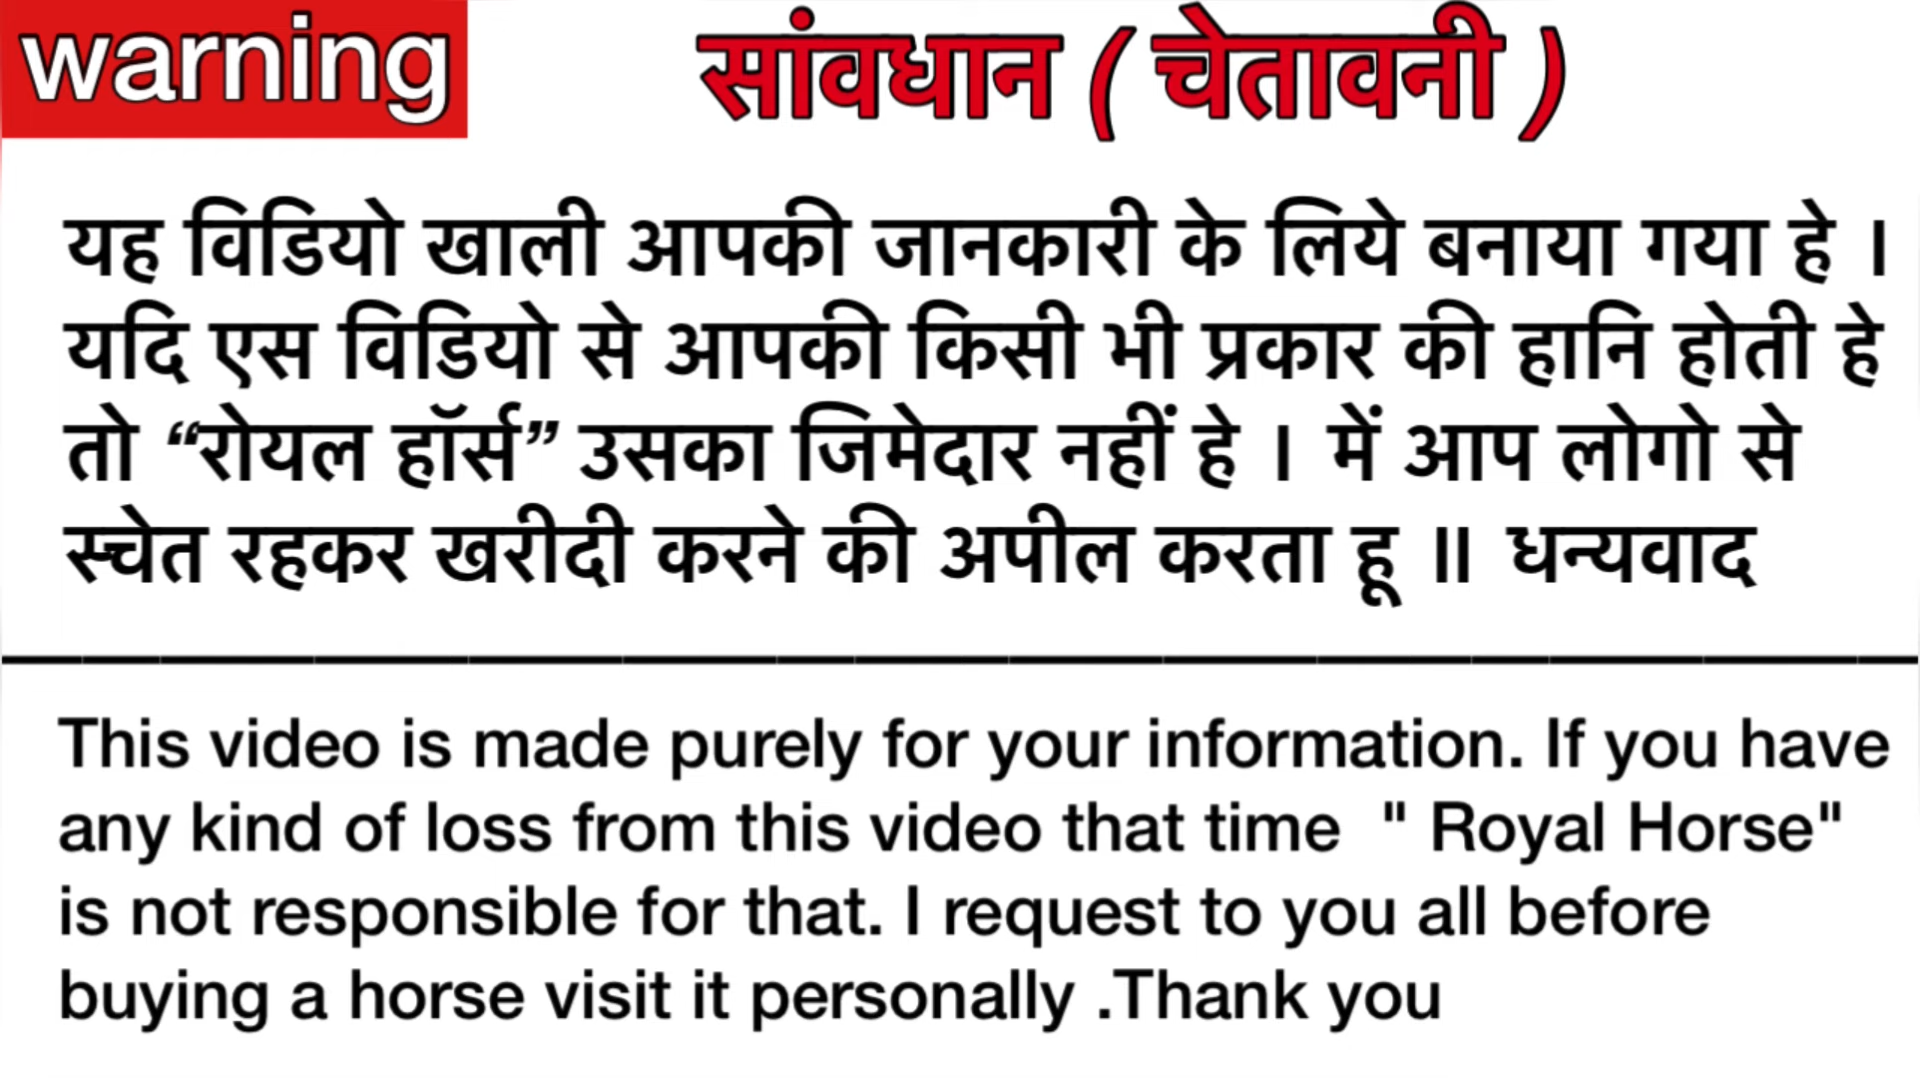 warning
सांवधान ( चेतावनी )
यह विडियो खाली आपकी जानकारी के लिये बनाया गया हे ।
यदि एस विडियो से आपकी किसी भी प्रकार की हानि होती हे
तो “रोयल हॉर्स” उसका जिमेदार नहीं हे । में आप लोगो से
स्चेत रहकर खरीदी करने की अपील करता हू ॥ धन्यवाद
This video is made purely for your information. If you have
any kind of loss from this video that time " Royal Horse"
is not responsible for that. I request to you all before
buying a horse visit it personally .Thank you